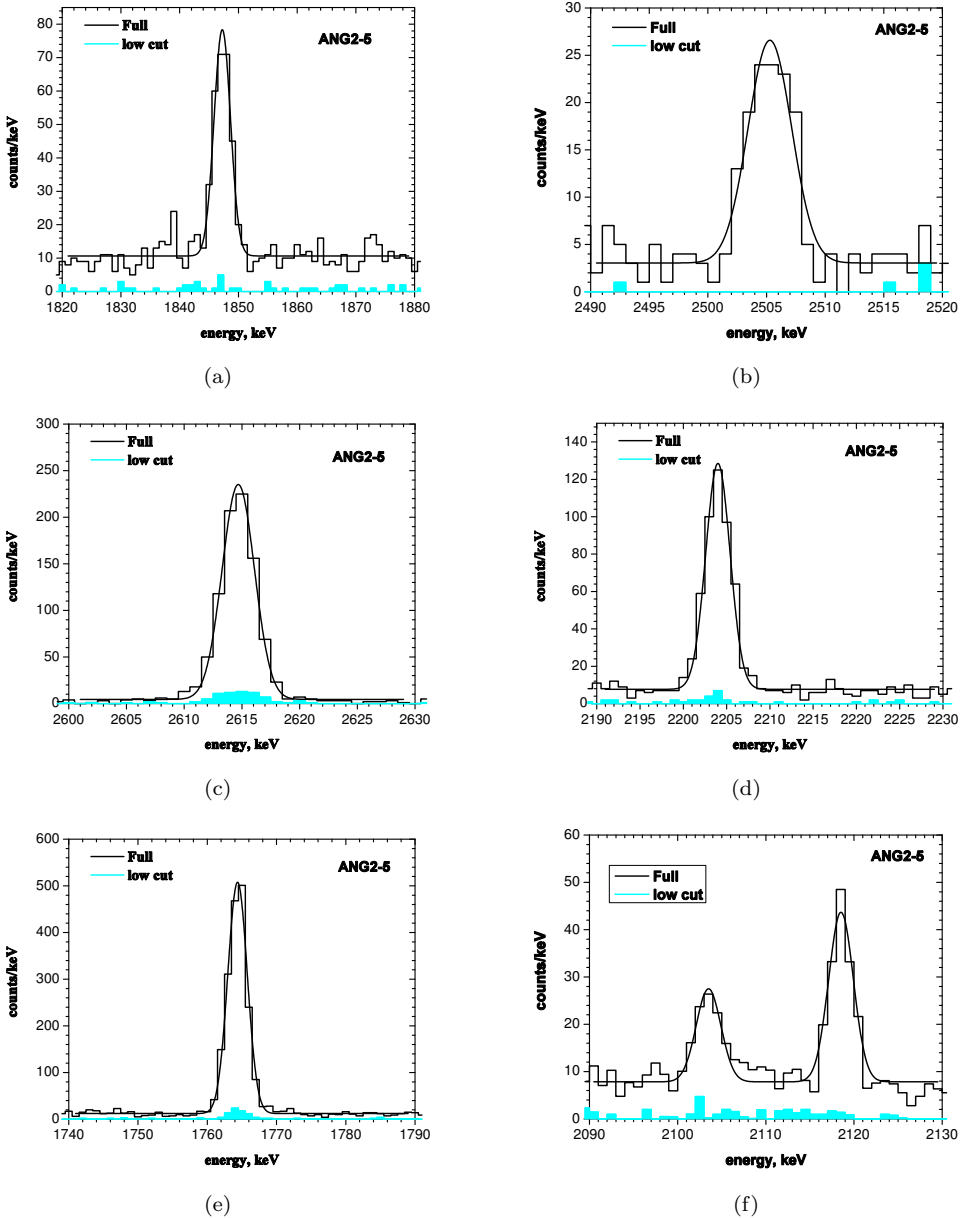 Full
low cut
ANG2-5
counts/keV
80
70
60
50
40
30
20
10
0
1820 1830 1840 1850 1860 1870 1880
energy, keV
(a)
Full
low cut
ANG2-5
counts/keV
30
25
20
15
10
5
0
2490 2495 2500 2505 2510 2515 2520
energy, keV
(b)
Full
low cut
ANG2-5
counts/keV
300
250
200
150
100
50
0
2600 2605 2610 2615 2620 2625 2630
energy, keV
(c)
Full
low cut
ANG2-5
counts/keV
140
120
100
80
60
40
20
0
2190 2195 2200 2205 2210 2215 2220 2225 2230
energy, keV
(d)
Full
low cut
ANG2-5
counts/keV
600
500
400
300
200
100
0
1740 1750 1760 1770 1780 1790
energy, keV
(e)
Full
low cut
ANG2-5
counts/keV
60
50
40
30
20
10
0
2090 2100 2110 2120 2130
energy, keV
(f)